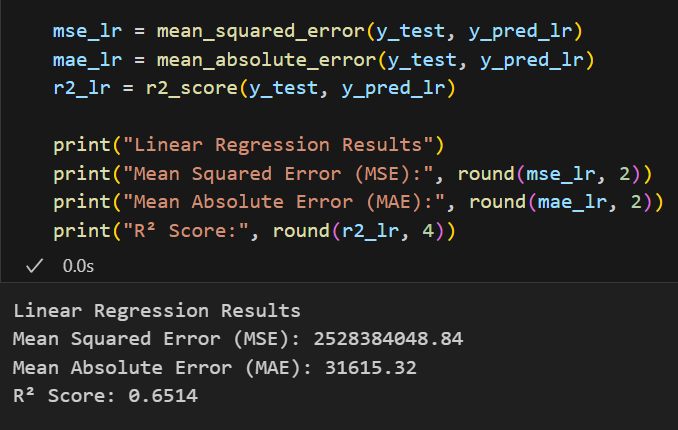 mse_lr = mean_squared_error(y_test, y_pred_lr)
mae_lr = mean_absolute_error(y_test, y_pred_lr)
r2_lr = r2_score(y_test, y_pred_lr)
print("Linear Regression Results")
print("Mean Squared Error (MSE):", round(mse_lr, 2))
print("Mean Absolute Error (MAE):", round(mae_lr, 2))
print("R² Score:", round(r2_lr, 4))
✓ 0.0s
Linear Regression Results
Mean Squared Error (MSE): 2528384048.84
Mean Absolute Error (MAE): 31615.32
R² Score: 0.6514